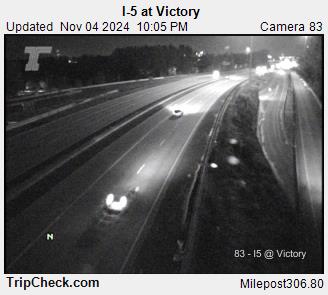 I-5 at Victory
Updated Nov 04 2024 10:05 PM Camera 83
T
N
83 - I5 @ Victory
TripCheck.com Milepost306.80